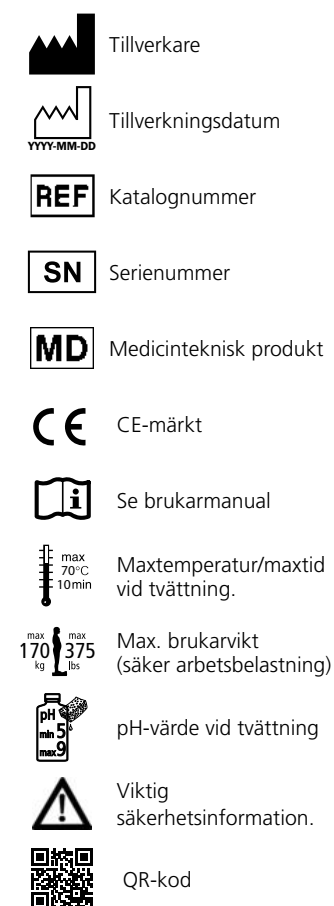 Tillverkare
YYYY-MM-DD
Tillverkningsdatum
REF
Katalognummer
SN
Serienummer
MD
Medicinteknisk produkt
CE
CE-märkt
i
Se brukarmanual
max
70°C
10min
Maxtemperatur/maxtid
vid tvättning.
max max
170 375
kg lbs
Max. brukarvikt
(säker arbetsbelastning)
pH
min 5
max 9
pH-värde vid tvättning
Viktig
säkerhetsinformation.
QR-kod